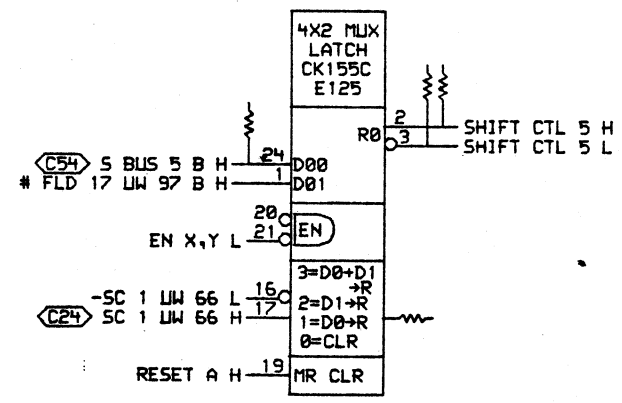 4X2 MUX
LATCH
CK155C
E125
2
R0 3 SHIFT CTL 5 H
SHIFT CTL 5 L
C54 S BUS 5 B H 24 D00
# FLD 17 UW 97 B H 1 D01
20
EN X,Y L 21 EN
3=D0+D1
→R
-SC 1 UW 66 L 16 2=D1→R
C24 SC 1 UW 66 H 17 1=D0→R
0=CLR
RESET A H 19 MR CLR